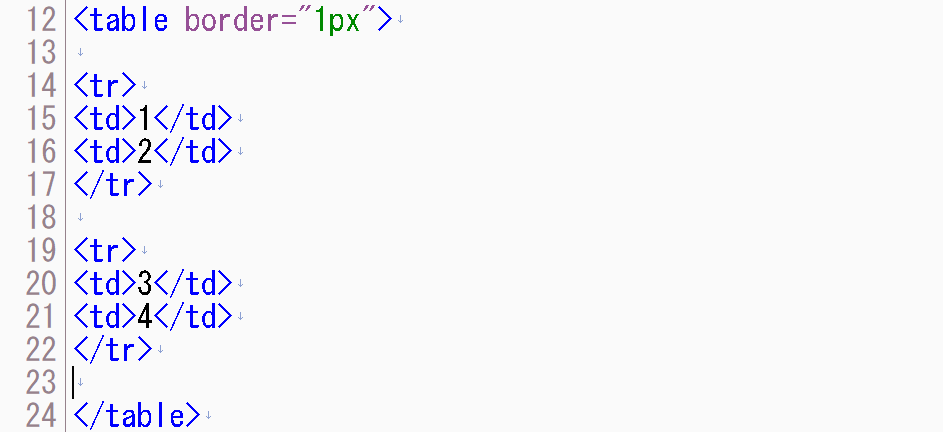 12 <table border="1px">↓
13 ↓
14 <tr>↓
15 <td>1</td>↓
16 <td>2</td>↓
17 </tr>↓
18 ↓
19 <tr>↓
20 <td>3</td>↓
21 <td>4</td>↓
22 </tr>↓
23 ↓
24 </table>↓